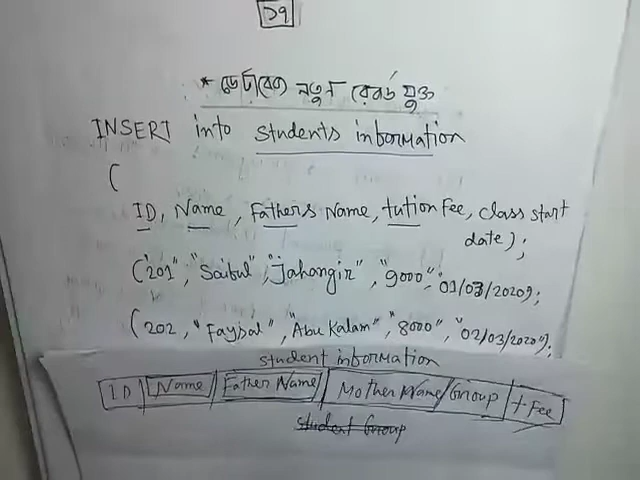 ১৭
* ডেটাবেজ নতুন রেকর্ড যুক্ত
INSERT into students information
(
ID, Name, Fathers Name, tution Fee, class start
date);
("201", "Saibul", "Jahangir", "9000", "01/03/2020);
(202, "Faysal", "Abu Kalam", "8000", "02/03/2020");
student information
ID Name Father Name Mother Name Group t Fee
student Group